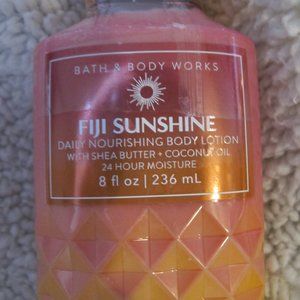 BATH & BODY WORKS
FIJI SUNSHINE
DAILY NOURISHING BODY LOTION
WITH SHEA BUTTER + COCONUT OIL
24 HOUR MOISTURE
8 fl oz | 236 mL